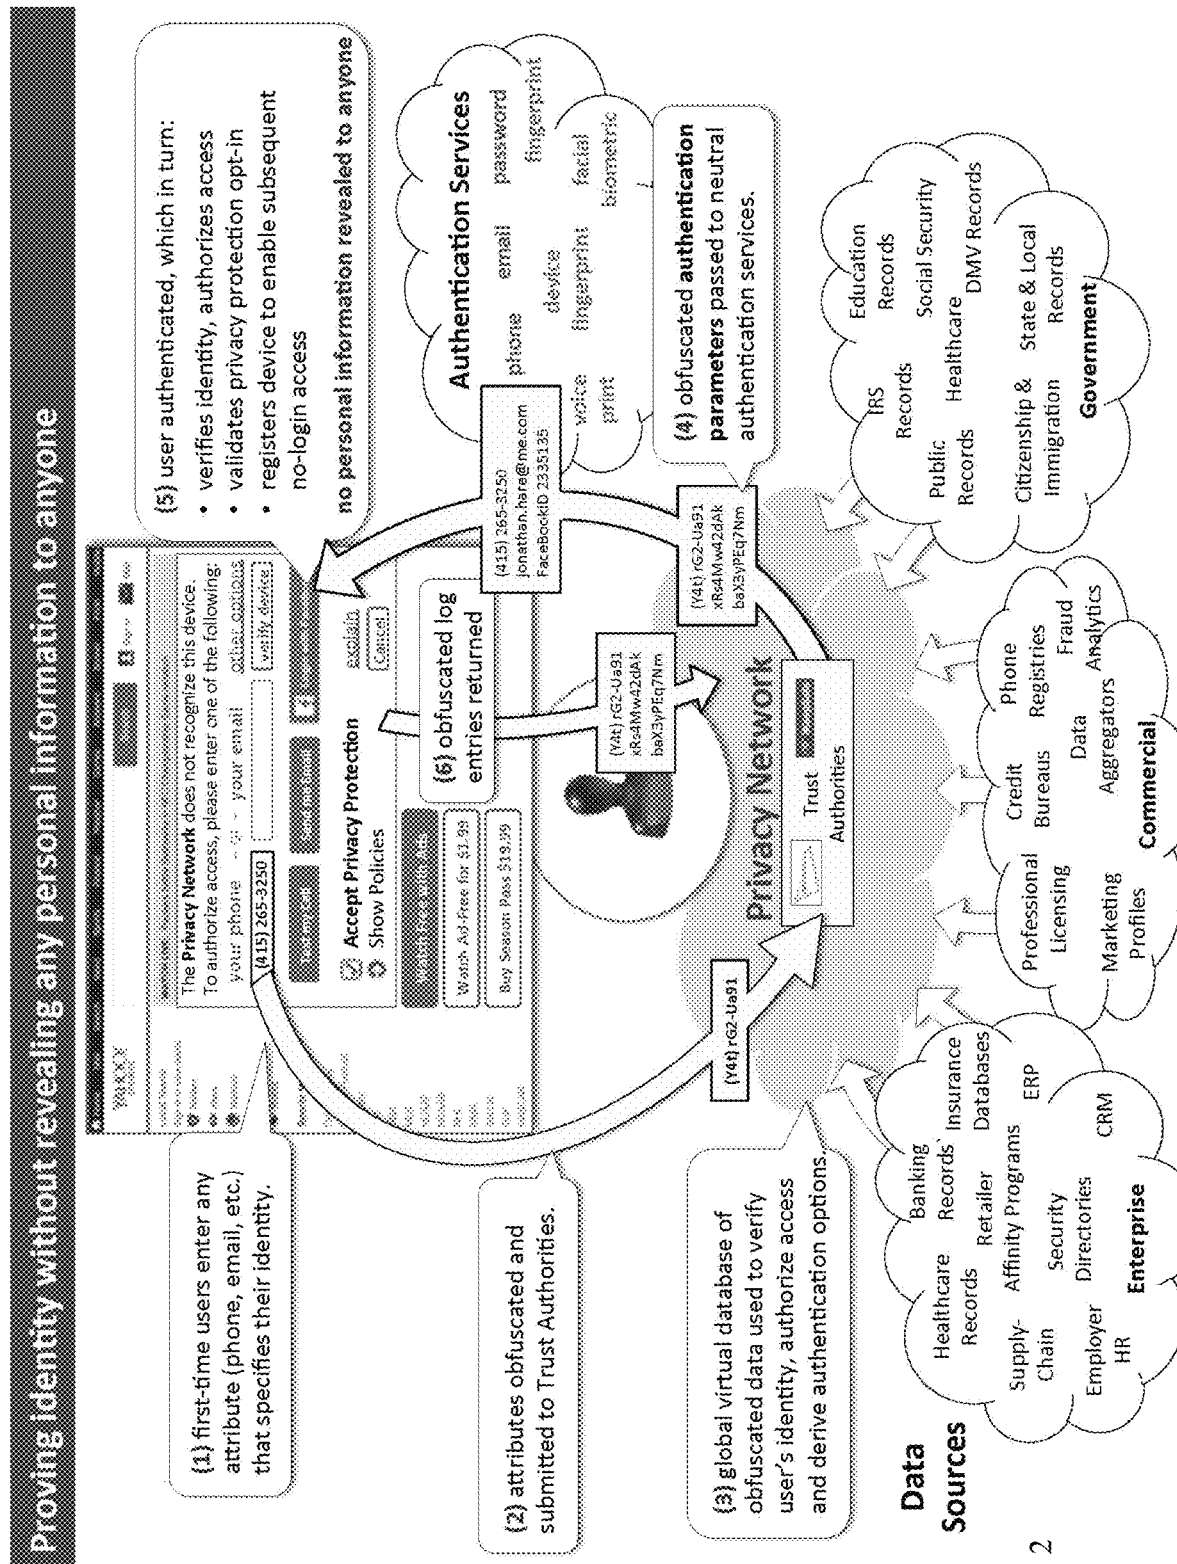 Proving identity without revealing any personal information to anyone
(1) first-time users enter any
attribute (phone, email, etc.)
that specifies their identity.
YAHOO!
The Privacy Network does not recognize this device.
To authorize access, please enter one of the following:
your phone - or - your email other options
(415) 265-3250
verify device
Accept Privacy Protection
explain
Show Policies
Cancel
Watch Ad-Free for $1.99
Buy Season Pass $19.99
(5) user authenticated, which in turn:
• verifies identity, authorizes access
• validates privacy protection opt-in
• registers device to enable subsequent
no-login access
no personal information revealed to anyone
(2) attributes obfuscated and
submitted to Trust Authorities.
(6) obfuscated log
entries returned
(415) 265-3250
jonathan.hare@me.com
FaceBookID 2335135
Authentication Services
phone email password
device
fingerprint
fingerprint
voice
print
facial
biometric
(Y4t) rG2-Ua91
xRs4Mw42dAk
baX3yPEq7Nm
(Y4t) rG2-Ua91
xRs4Mw42dAk
baX3yPEq7Nm
(4) obfuscated authentication
parameters passed to neutral
authentication services.
(3) global virtual database of
obfuscated data used to verify
user's identity, authorize access
and derive authentication options.
(Y4t) rG2-Ua91
Privacy Network
Trust
Authorities
Data
Sources
Healthcare
Records
Banking
Records
Insurance
Databases
Supply-
Chain
Retailer
Affinity Programs
ERP
Employer
HR
Security
Directories
CRM
Enterprise
Professional
Licensing
Credit
Bureaus
Phone
Registries
Marketing
Profiles
Data
Aggregators
Fraud
Analytics
Commercial
Public
Records
IRS
Records
Education
Records
Healthcare
Social Security
DMV Records
Citizenship &
Immigration
State & Local
Records
Government
2